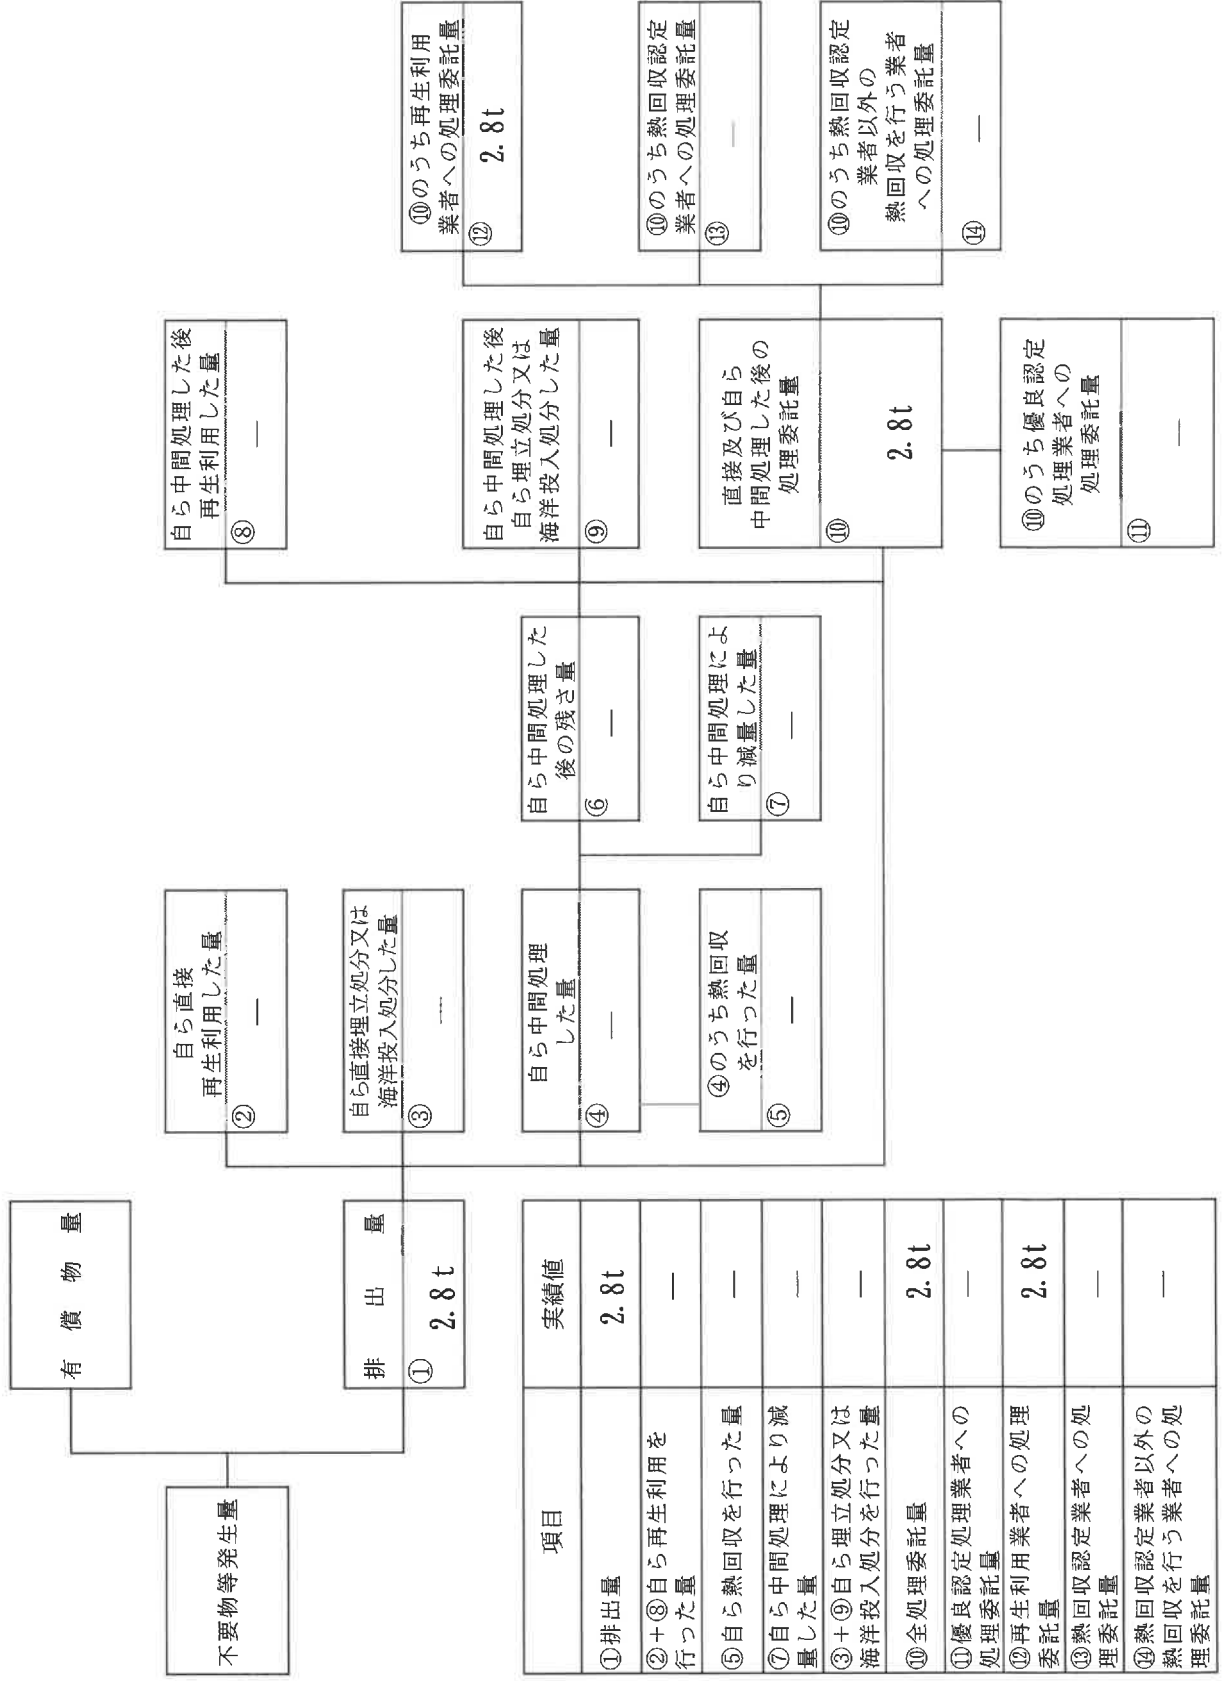 不要物等発生量
有償物量
排出量
①
2.8t
自ら直接
再生利用した量
②
—
自ら直接埋立処分又は
海洋投入処分した量
③
—
自ら中間処理
した量
④
—
④のうち熱回収
を行った量
⑤
—
自ら中間処理した
後の残さ量
⑥
—
自ら中間処理によ
り減量した量
⑦
—
自ら中間処理した後
再生利用した量
⑧
—
自ら中間処理した後
自ら埋立処分又は
海洋投入処分した量
⑨
—
直接及び自ら
中間処理した後の
処理委託量
⑩
2.8t
⑩のうち優良認定
処理業者への
処理委託量
⑪
—
⑩のうち再生利用
業者への処理委託量
⑫
2.8t
⑩のうち熱回収認定
業者への処理委託量
⑬
—
⑩のうち熱回収認定
業者以外の
熱回収を行う業者
への処理委託量
⑭
—
項目 実績値
①排出量 2.8t
②+⑧自ら再生利用を
行った量 —
⑤自ら熱回収を行った量 —
⑦自ら中間処理により減
量した量 —
③+⑨自ら埋立処分又は
海洋投入処分を行った量 —
⑩全処理委託量 2.8t
⑪優良認定処理業者への
処理委託量 —
⑫再生利用業者への処理
委託量 2.8t
⑬熱回収認定業者への処
理委託量 —
⑭熱回収認定業者以外の
熱回収を行う業者への処
理委託量 —